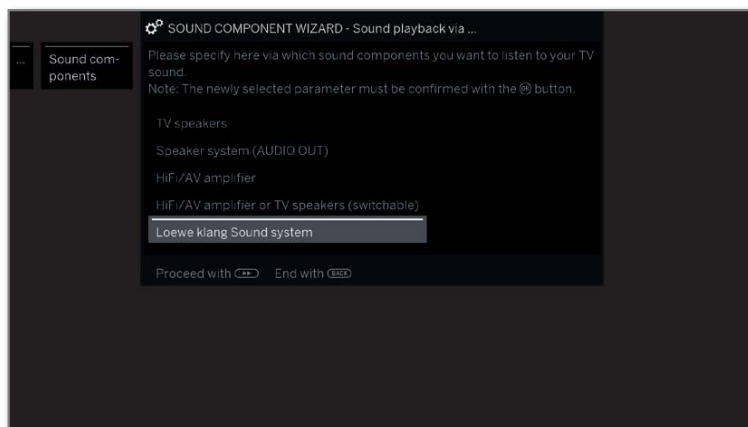 SOUND COMPONENT WIZARD - Sound playback via ...
...
Sound com-
ponents
Please specify here via which sound components you want to listen to your TV
sound.
Note: The newly selected parameter must be confirmed with the OK button.
TV speakers
Speaker system (AUDIO OUT)
HiFi/AV amplifier
HiFi/AV amplifier or TV speakers (switchable)
Loewe klang Sound system
Proceed with ▶▶ End with BACK